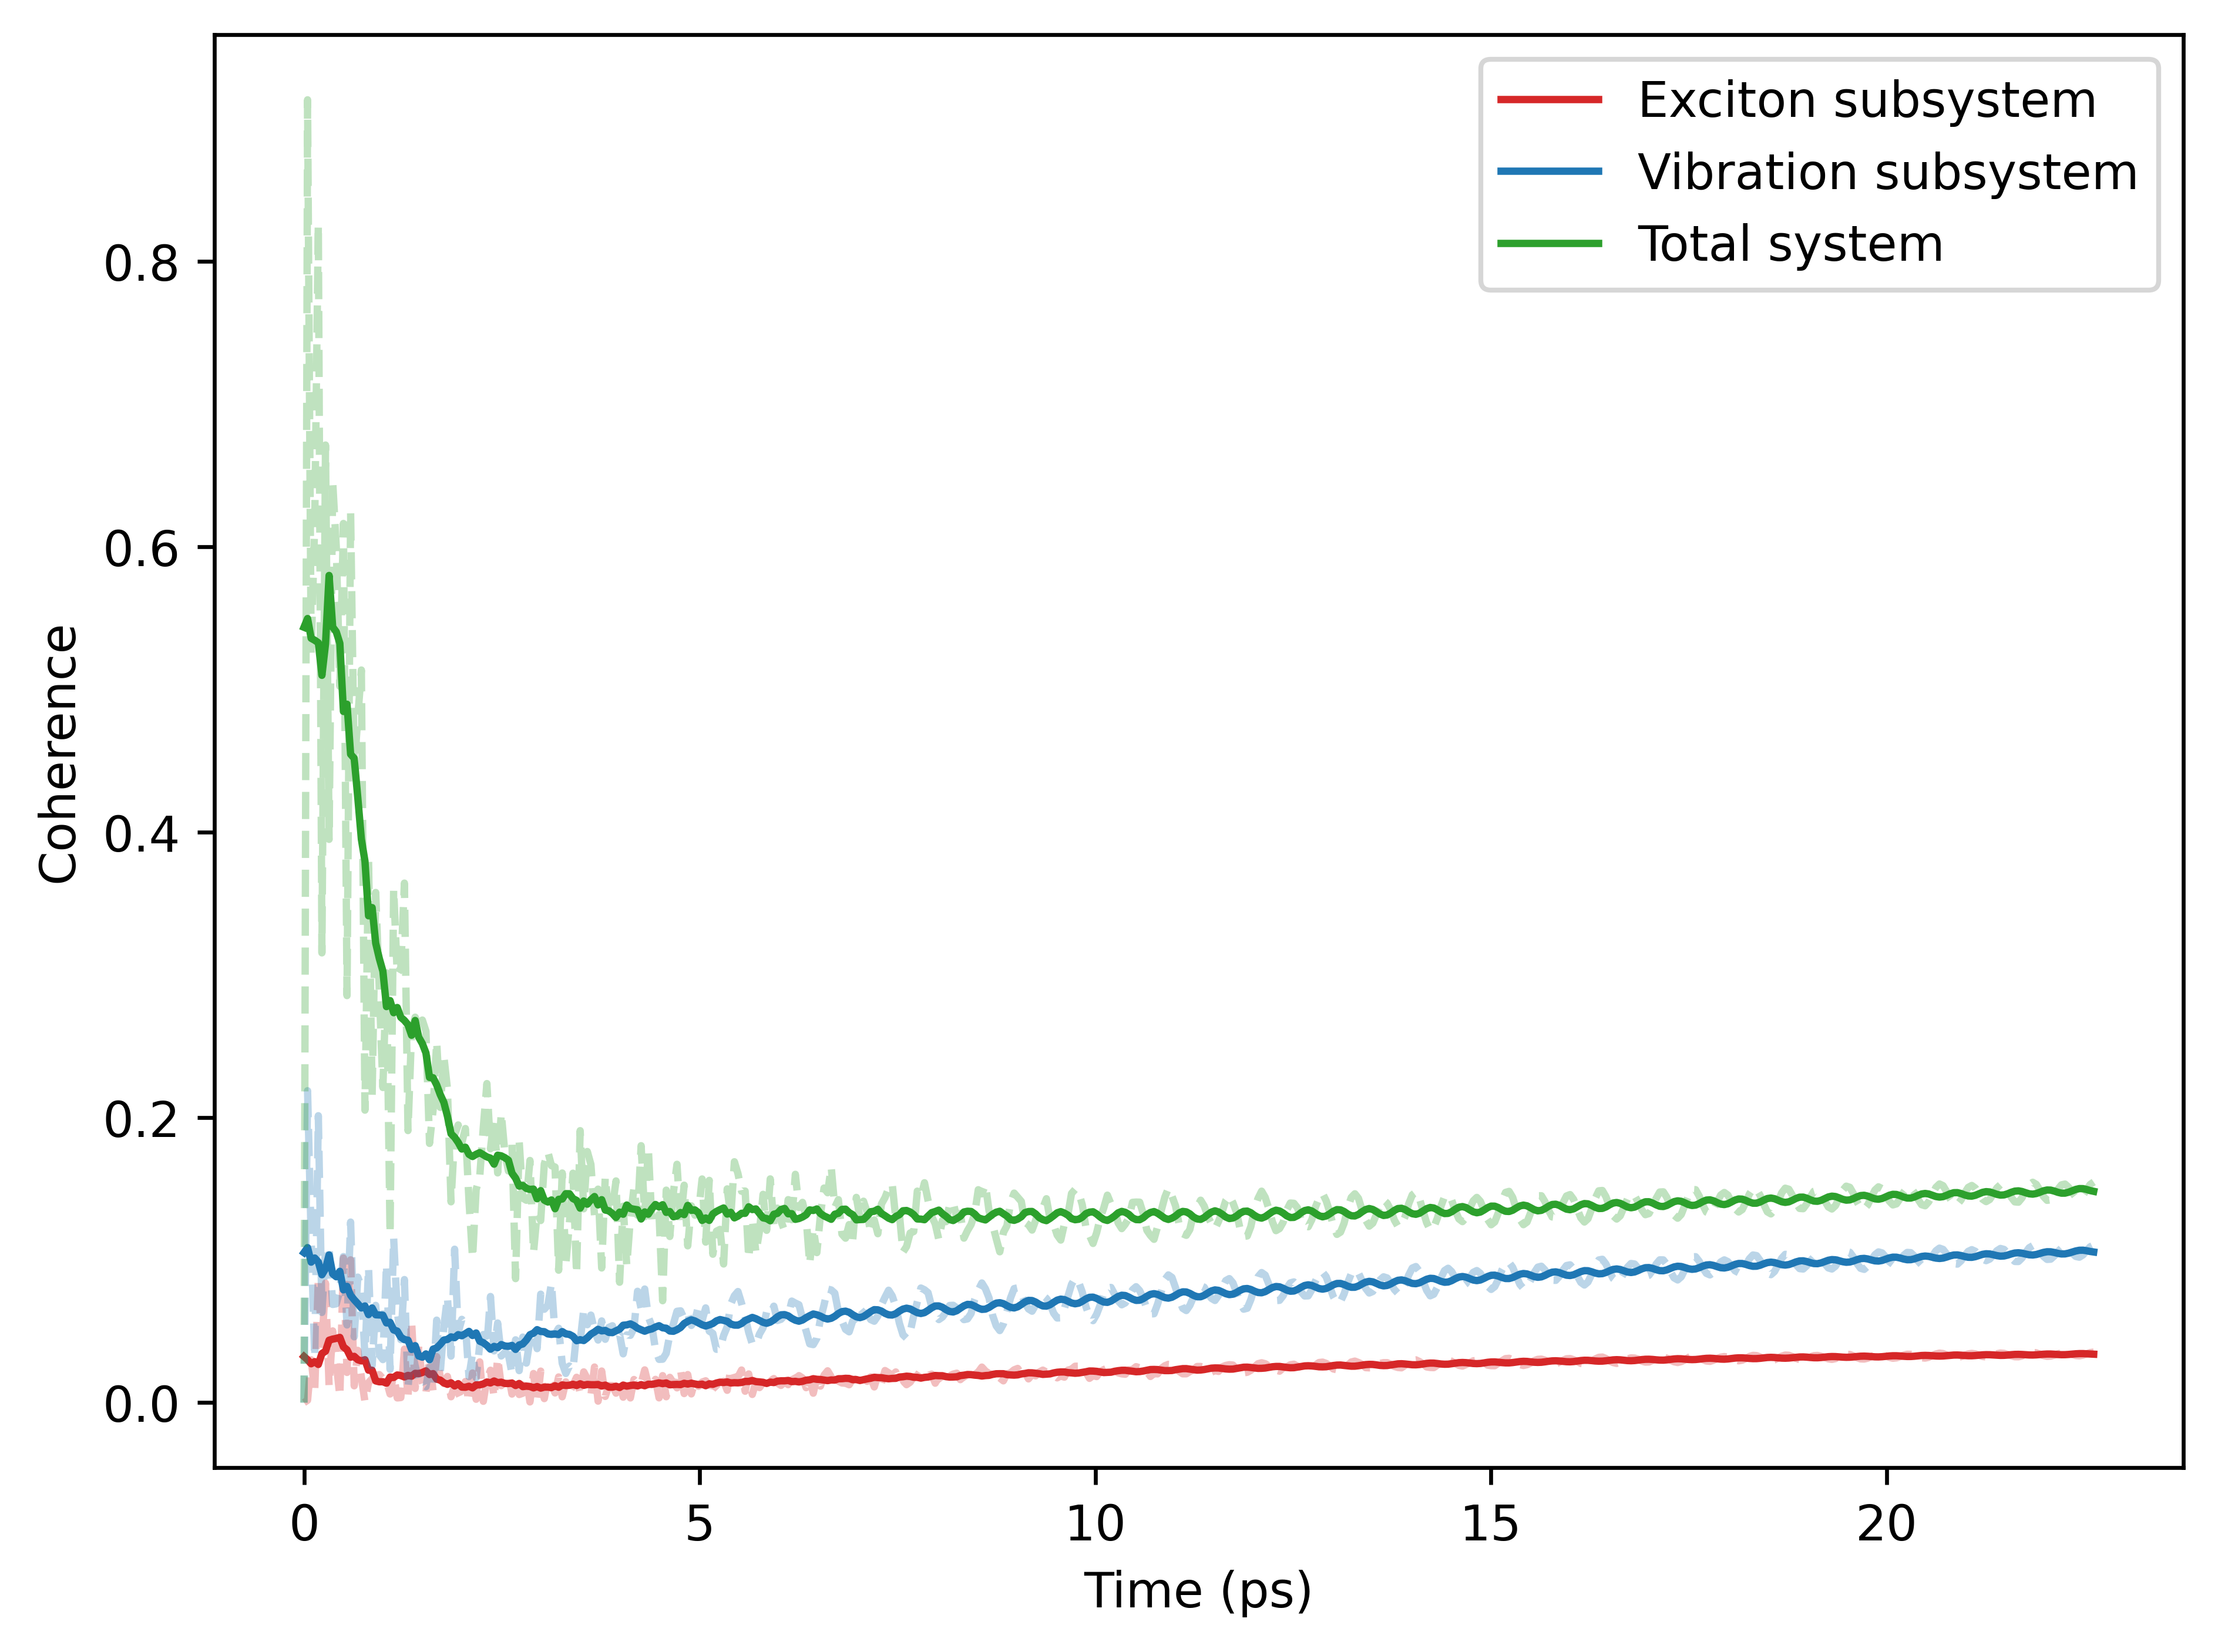 Exciton subsystem
Vibration subsystem
Total system
Coherence
0.8
0.6
0.4
0.2
0.0
0 5 10 15 20
Time (ps)